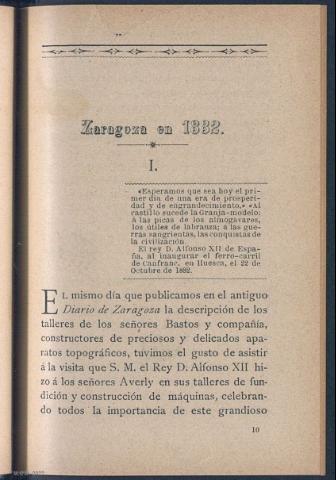 Zaragoza en 1882.
I.
«Esperamos que sea hoy el pri-
mer día de una era de prosperi-
dad y de engrandecimiento.» «Al
castillo sucede la Granja-modelo:
á las picas de los almogavares,
los útiles de labranza; á las gue-
rras sangrientas, las conquistas de
la civilización.
El rey D. Alfonso XII de Espa-
ña, al inaugurar el ferro-carril
de Canfranc, en Huesca, el 22 de
Octubre de 1882.
EL mismo día que publicamos en el antiguo
Diario de Zaragoza la descripción de los
talleres de los señores Bastos y compañía,
constructores de preciosos y delicados apa-
ratos topográficos, tuvimos el gusto de asistir
á la visita que S. M. el Rey D. Alfonso XII hi-
zo á los señores Averly en sus talleres de fun-
dición y construcción de máquinas, celebran-
do todos la importancia de este grandioso
10